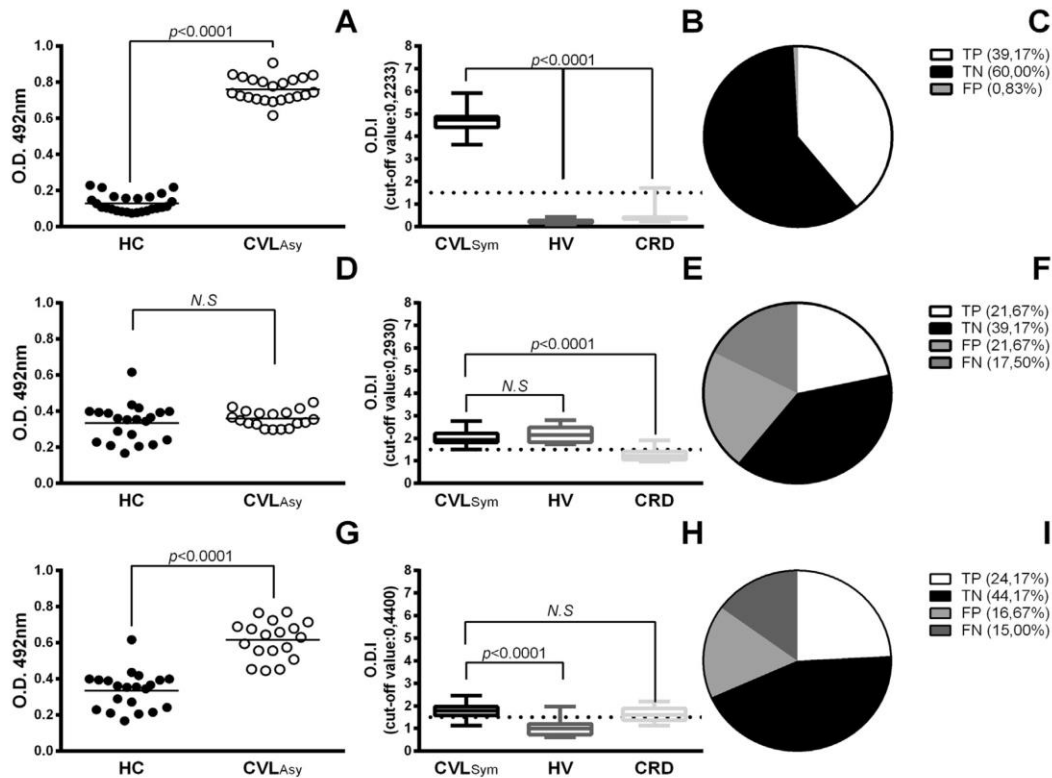 A
p<0.0001
O.D. 492nm
1.0
0.8
0.6
0.4
0.2
0.0
HC
CVLAsy
B
p<0.0001
O.D.I
(cut-off value:0,2233)
8
7
6
5
4
3
2
1
0
CVLSym
HV
CRD
C
TP (39,17%)
TN (60,00%)
FP (0,83%)
D
N.S
O.D. 492nm
1.0
0.8
0.6
0.4
0.2
0.0
HC
CVLAsy
E
p<0.0001
N.S
O.D.I
(cut-off value:0,2930)
8
7
6
5
4
3
2
1
0
CVLSym
HV
CRD
F
TP (21,67%)
TN (39,17%)
FP (21,67%)
FN (17,50%)
G
p<0.0001
O.D. 492nm
1.0
0.8
0.6
0.4
0.2
0.0
HC
CVLAsy
H
N.S
p<0.0001
O.D.I
(cut-off value:0,4400)
8
7
6
5
4
3
2
1
0
CVLSym
HV
CRD
I
TP (24,17%)
TN (44,17%)
FP (16,67%)
FN (15,00%)